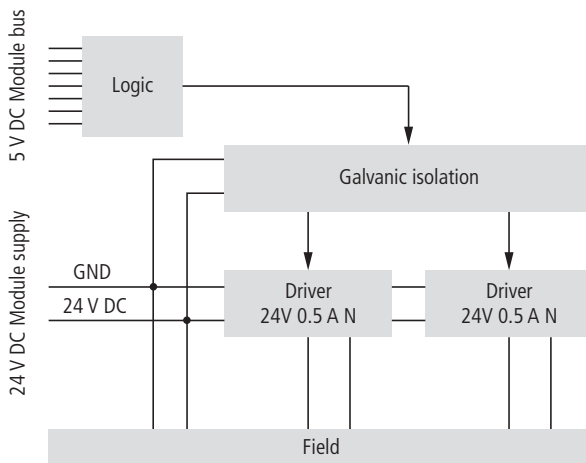 5 V DC Module bus
Logic
Galvanic isolation
24 V DC Module supply
GND
24 V DC
Driver
24V 0.5 A N
Driver
24V 0.5 A N
Field